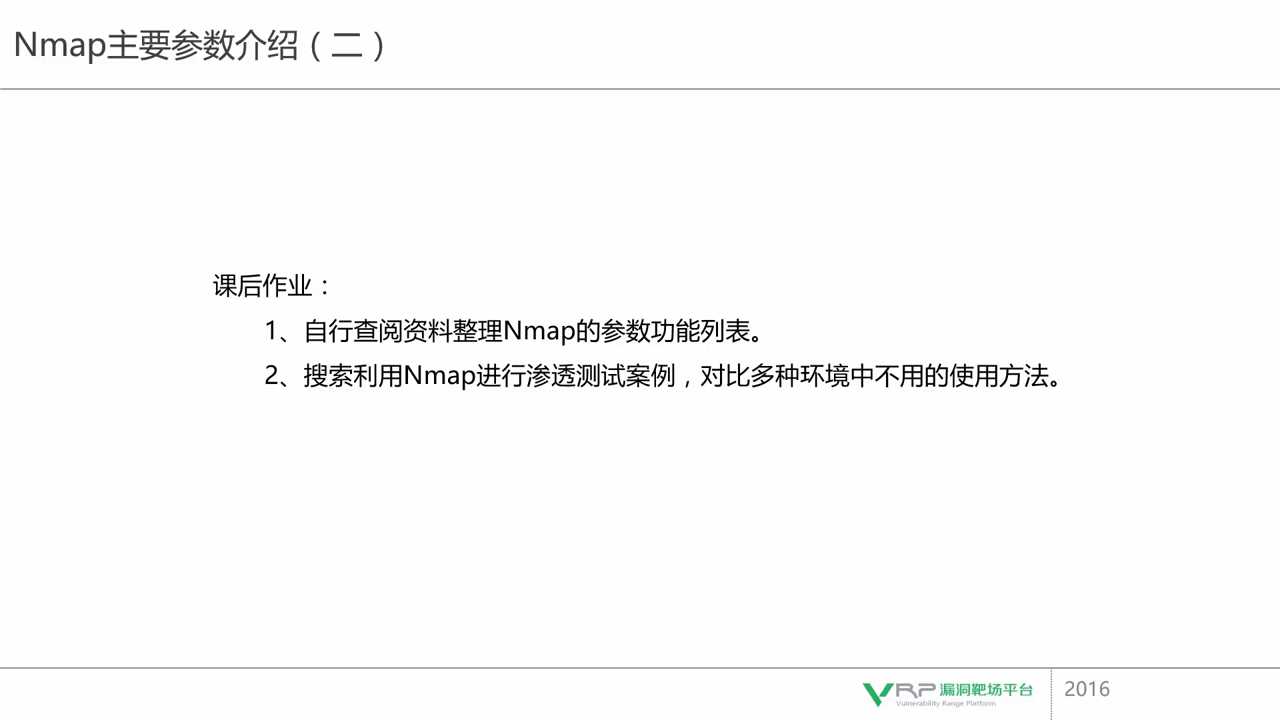 Nmap主要参数介绍（二）
课后作业：
1、自行查阅资料整理Nmap的参数功能列表。
2、搜索利用Nmap进行渗透测试案例，对比多种环境中不用的使用方法。
VRP 漏洞靶场平台
Vulnerability Range Platform
2016